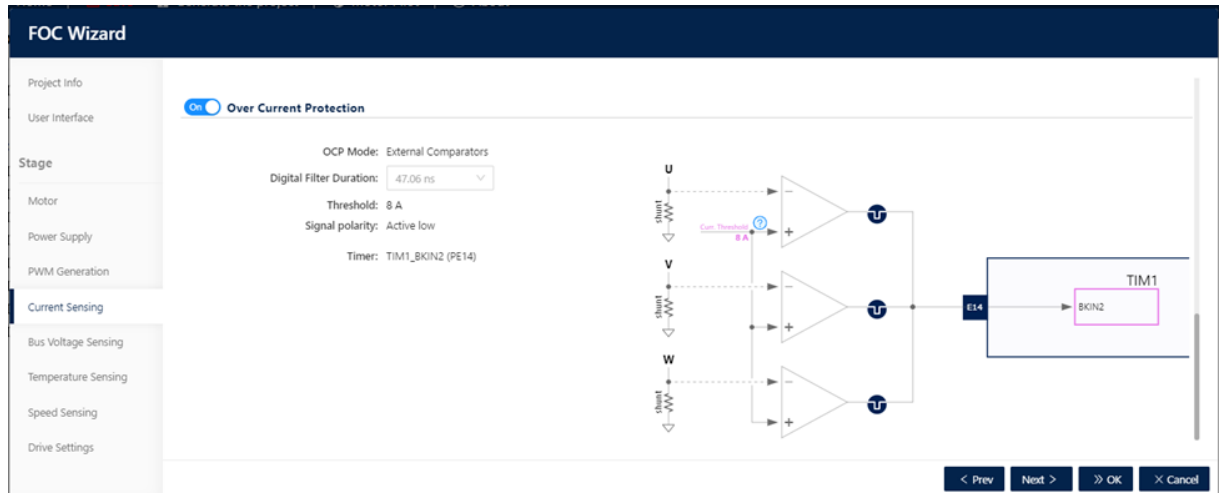 FOC Wizard
Project Info
User Interface
Stage
Motor
Power Supply
PWM Generation
Current Sensing
Bus Voltage Sensing
Temperature Sensing
Speed Sensing
Drive Settings
On Over Current Protection
OCP Mode: External Comparators
Digital Filter Duration: 47,06 ns
Threshold: 8 A
Signal polarity: Active low
Timer: TIM1_BKIN2 (PE14)
U
shunt
−
+
Curr. Threshold ?
8 A
V
shunt
−
+
W
shunt
−
+
E14
TIM1
BKIN2
< Prev Next > >> OK × Cancel